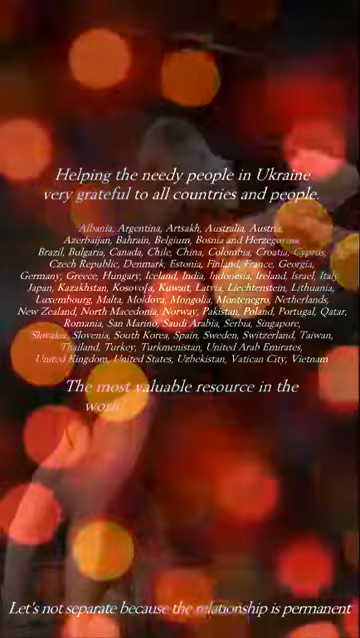 Helping the needy people in Ukraine
very grateful to all countries and people.
Albania, Argentina, Artsakh, Australia, Austria,
Azerbaijan, Bahrain, Belgium, Bosnia and Herzegovina,
Brazil, Bulgaria, Canada, Chile, China, Colombia, Croatia, Cyprus,
Czech Republic, Denmark, Estonia, Finland, France, Georgia,
Germany, Greece, Hungary, Iceland, India, Indonesia, Ireland, Israel, Italy,
Japan, Kazakhstan, Kosovofa, Kuwait, Latvia, Liechtenstein, Lithuania,
Luxembourg, Malta, Moldova, Mongolia, Montenegro, Netherlands,
New Zealand, North Macedonia, Norway, Pakistan, Poland, Portugal, Qatar,
Romania, San Marino, Saudi Arabia, Serbia, Singapore,
Slovakia, Slovenia, South Korea, Spain, Sweden, Switzerland, Taiwan,
Thailand, Turkey, Turkmenistan, United Arab Emirates,
United Kingdom, United States, Uzbekistan, Vatican City, Vietnam
The most valuable resource in the
Let's not separate because the relationship is permanent